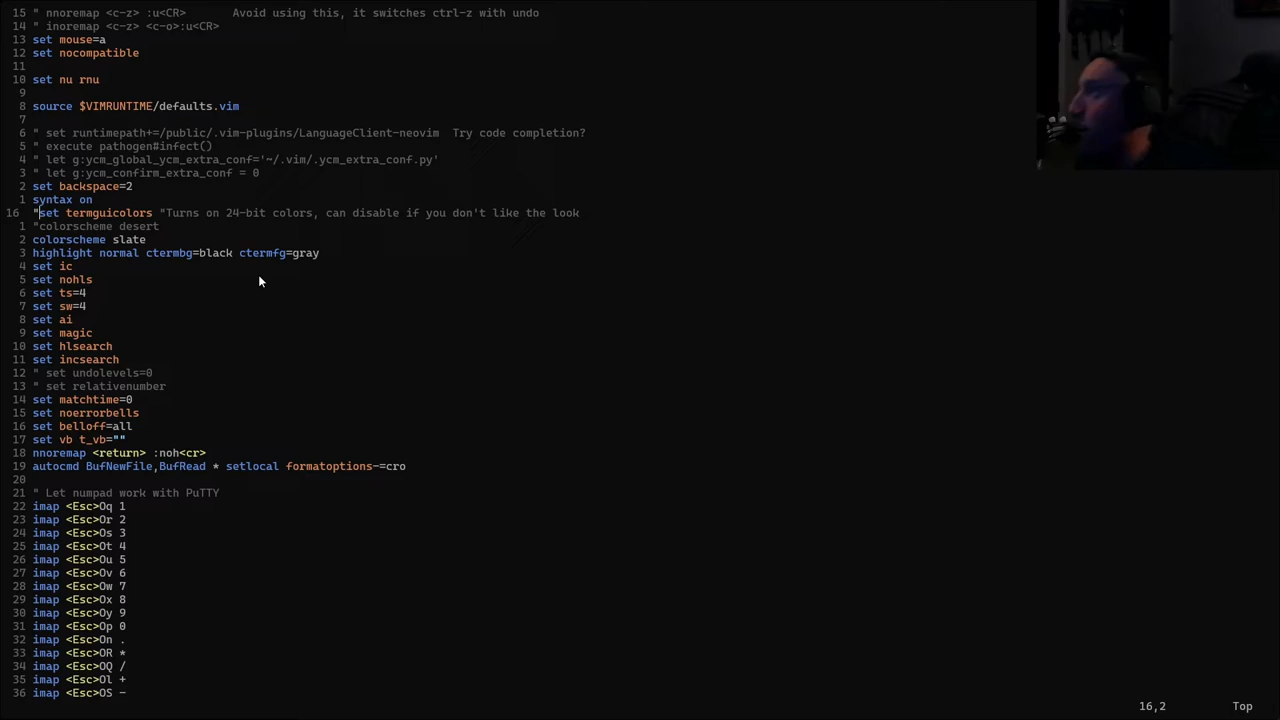 15 " nnoremap <c-z> :u<CR>       Avoid using this, it switches ctrl-z with undo
14 " inoremap <c-z> <c-o>:u<CR>
13 set mouse=a
12 set nocompatible
11
10 set nu rnu
9
8 source $VIMRUNTIME/defaults.vim
7
6 " set runtimepath+=/public/.vim-plugins/LanguageClient-neovim  Try code completion?
5 " execute pathogen#infect()
4 " let g:ycm_global_ycm_extra_conf='~/.vim/.ycm_extra_conf.py'
3 " let g:ycm_confirm_extra_conf = 0
2 set backspace=2
1 syntax on
16 "set termguicolors "Turns on 24-bit colors, can disable if you don't like the look
1 "colorscheme desert
2 colorscheme slate
3 highlight normal ctermbg=black ctermfg=gray
4 set ic
5 set nohls
6 set ts=4
7 set sw=4
8 set ai
9 set magic
10 set hlsearch
11 set incsearch
12 " set undolevels=0
13 " set relativenumber
14 set matchtime=0
15 set noerrorbells
16 set belloff=all
17 set vb t_vb=""
18 nnoremap <return> :noh<cr>
19 autocmd BufNewFile,BufRead * setlocal formatoptions-=cro
20
21 " Let numpad work with PuTTY
22 imap <Esc>Oq 1
23 imap <Esc>Or 2
24 imap <Esc>Os 3
25 imap <Esc>Ot 4
26 imap <Esc>Ou 5
27 imap <Esc>Ov 6
28 imap <Esc>Ow 7
29 imap <Esc>Ox 8
30 imap <Esc>Oy 9
31 imap <Esc>Op 0
32 imap <Esc>On .
33 imap <Esc>OR *
34 imap <Esc>OQ /
35 imap <Esc>Ol +
36 imap <Esc>OS -
16,2 Top